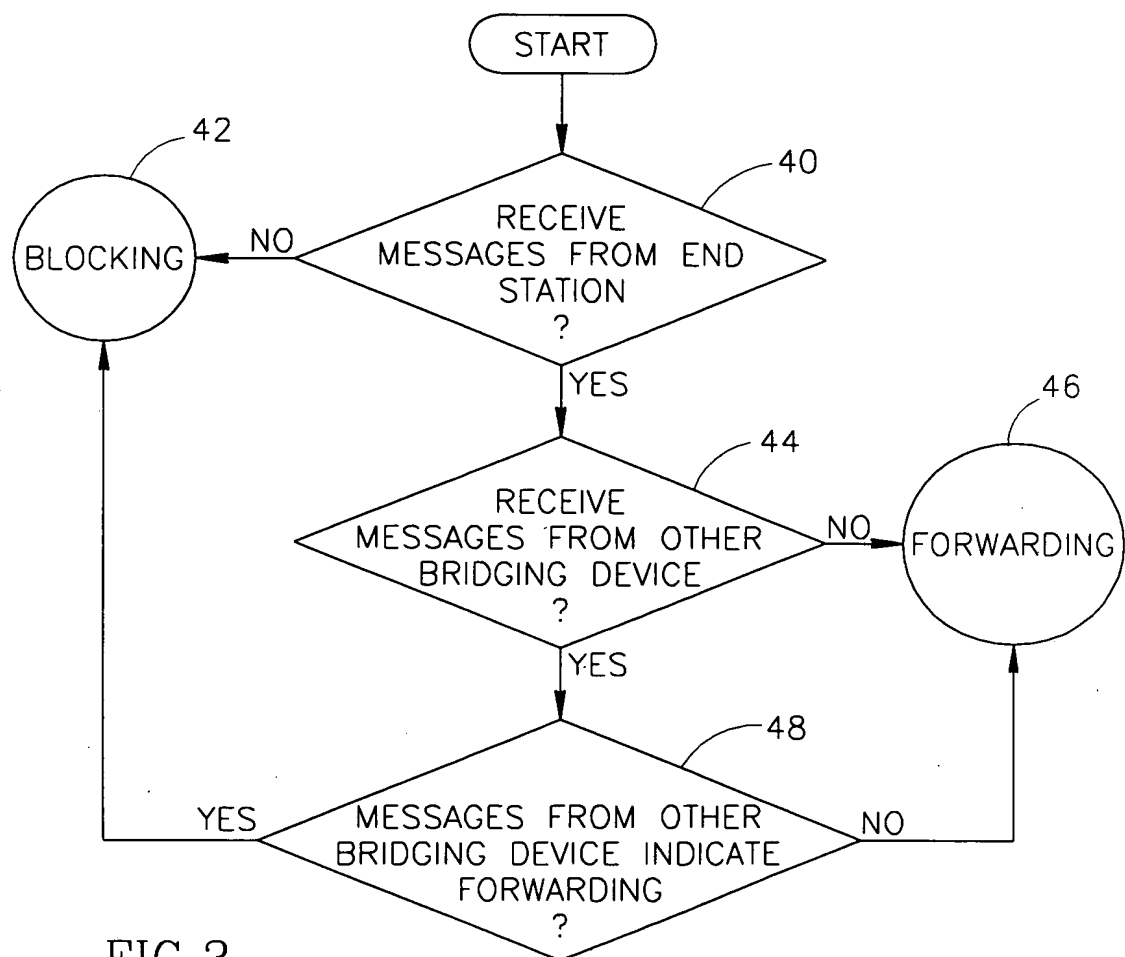 START
42
40
BLOCKING
NO
RECEIVE
MESSAGES FROM END
STATION
?
YES
46
44
RECEIVE
MESSAGES FROM OTHER
BRIDGING DEVICE
?
NO
FORWARDING
YES
48
YES
MESSAGES FROM OTHER
BRIDGING DEVICE INDICATE
FORWARDING
?
NO